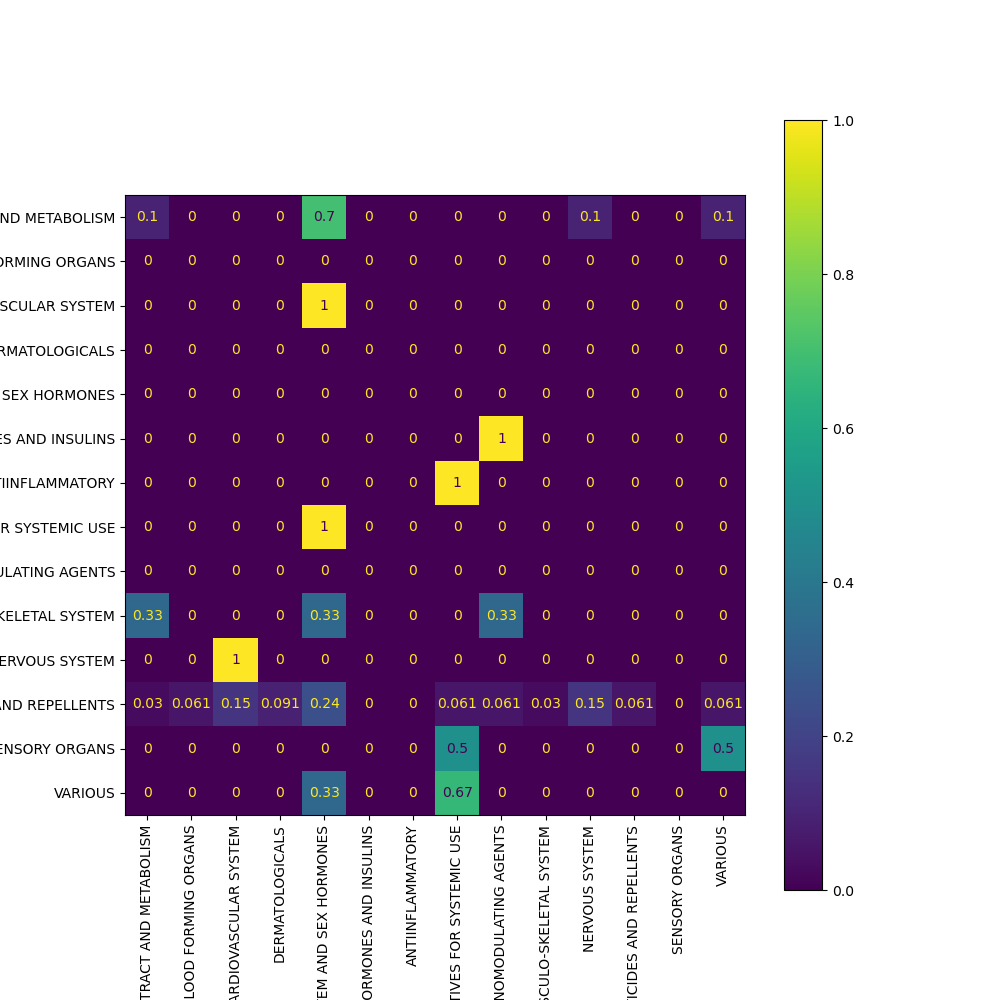 1.0
ND METABOLISM 0.1 0 0 0 0.7 0 0 0 0 0 0.1 0 0 0.1
ORMING ORGANS 0 0 0 0 0 0 0 0 0 0 0 0 0 0
0.8
SCULAR SYSTEM 0 0 0 0 1 0 0 0 0 0 0 0 0 0
RMATOLOGICALS 0 0 0 0 0 0 0 0 0 0 0 0 0 0
SEX HORMONES 0 0 0 0 0 0 0 0 0 0 0 0 0 0
0.6
ES AND INSULINS 0 0 0 0 0 0 0 0 1 0 0 0 0 0
TIINFLAMMATORY 0 0 0 0 0 0 0 1 0 0 0 0 0 0
R SYSTEMIC USE 0 0 0 0 1 0 0 0 0 0 0 0 0 0
ULATING AGENTS 0 0 0 0 0 0 0 0 0 0 0 0 0 0
0.4
KELETAL SYSTEM 0.33 0 0 0 0.33 0 0 0 0.33 0 0 0 0 0
ERVOUS SYSTEM 0 0 1 0 0 0 0 0 0 0 0 0 0 0
AND REPELLENTS 0.03 0.061 0.15 0.091 0.24 0 0 0.061 0.061 0.03 0.15 0.061 0 0.061
0.2
ENSORY ORGANS 0 0 0 0 0 0 0 0.5 0 0 0 0 0 0.5
VARIOUS 0 0 0 0 0.33 0 0 0.67 0 0 0 0 0 0
0.0
TRACT AND METABOLISM
LOOD FORMING ORGANS
ARDIOVASCULAR SYSTEM
DERMATOLOGICALS
EM AND SEX HORMONES
ORMONES AND INSULINS
ANTIINFLAMMATORY
TIVES FOR SYSTEMIC USE
NOMODULATING AGENTS
SCULO-SKELETAL SYSTEM
NERVOUS SYSTEM
ICIDES AND REPELLENTS
SENSORY ORGANS
VARIOUS